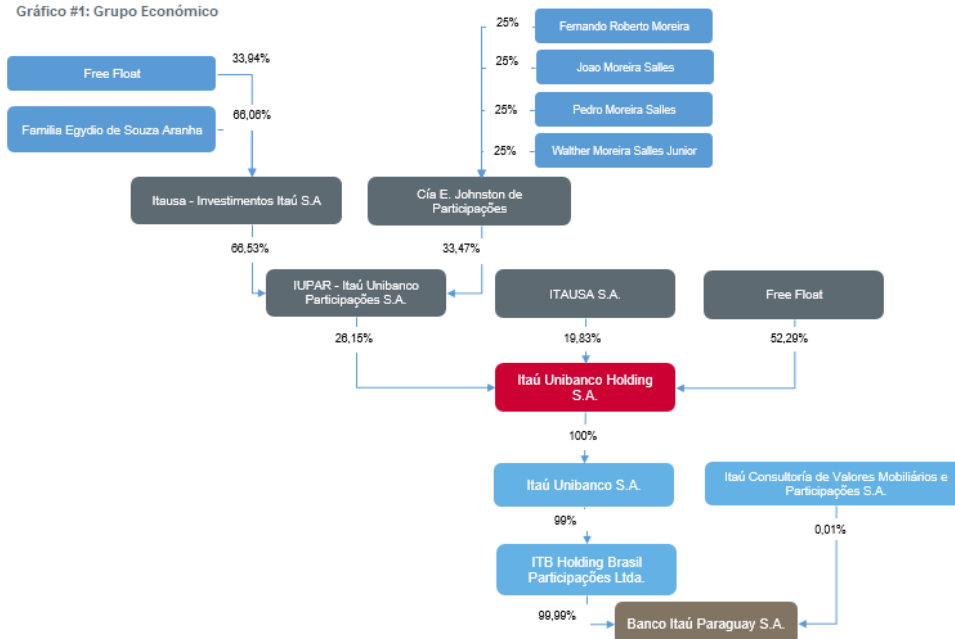 Gráfico #1: Grupo Económico
25%
Fernando Roberto Moreira
Free Float
33,94%
25%
Joao Moreira Salles
Familia Egydio de Souza Aranha
66,06%
25%
Pedro Moreira Salles
25%
Walther Moreira Salles Junior
Itausa - Investimentos Itaú S.A
Cía E. Johnston de
Participações
66,53%
33,47%
IUPAR - Itaú Unibanco
Participações S.A.
ITAUSA S.A.
Free Float
26,15%
19,83%
52,29%
Itaú Unibanco Holding
S.A.
100%
Itaú Unibanco S.A.
Itaú Consultoría de Valores Mobiliários e
Participações S.A.
99%
0,01%
ITB Holding Brasil
Participações Ltda.
99,99%
Banco Itaú Paraguay S.A.